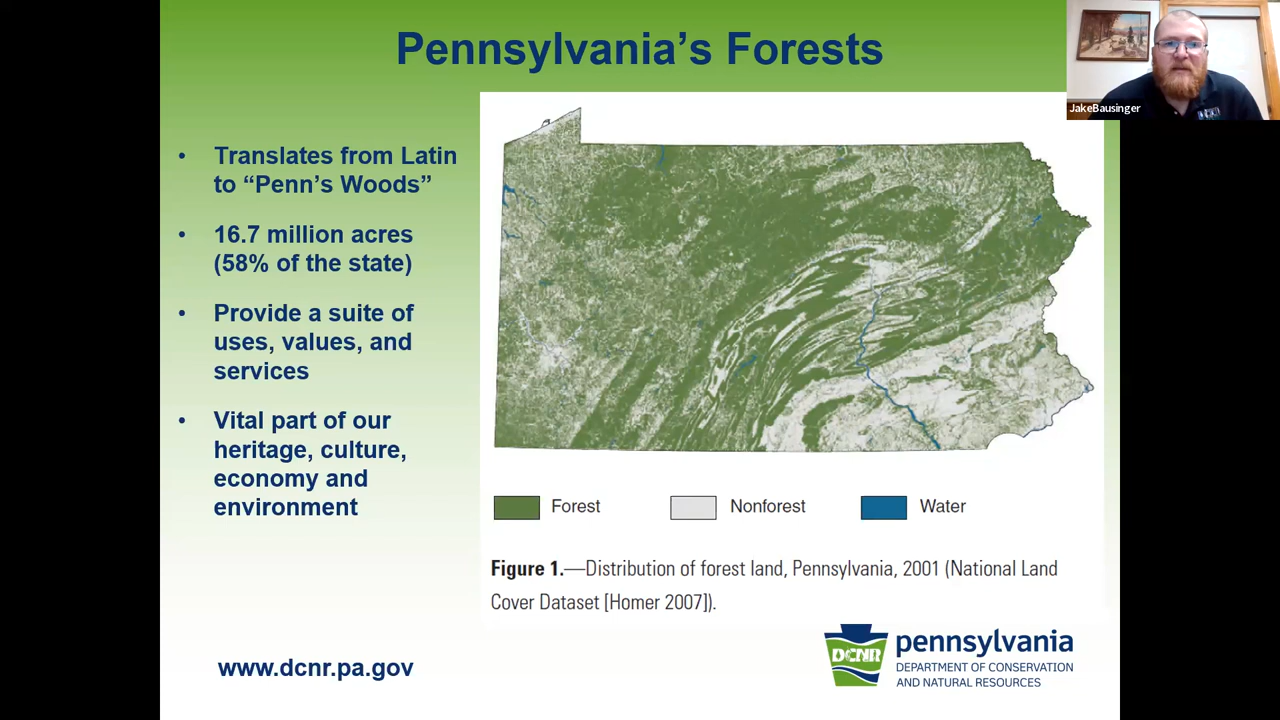 Pennsylvania's Forests
JakeBausinger
• Translates from Latin
to “Penn’s Woods”
• 16.7 million acres
(58% of the state)
• Provide a suite of
uses, values, and
services
• Vital part of our
heritage, culture,
economy and
environment
Forest
Nonforest
Water
Figure 1.—Distribution of forest land, Pennsylvania, 2001 (National Land
Cover Dataset [Homer 2007]).
www.dcnr.pa.gov
DCNR
pennsylvania
DEPARTMENT OF CONSERVATION
AND NATURAL RESOURCES